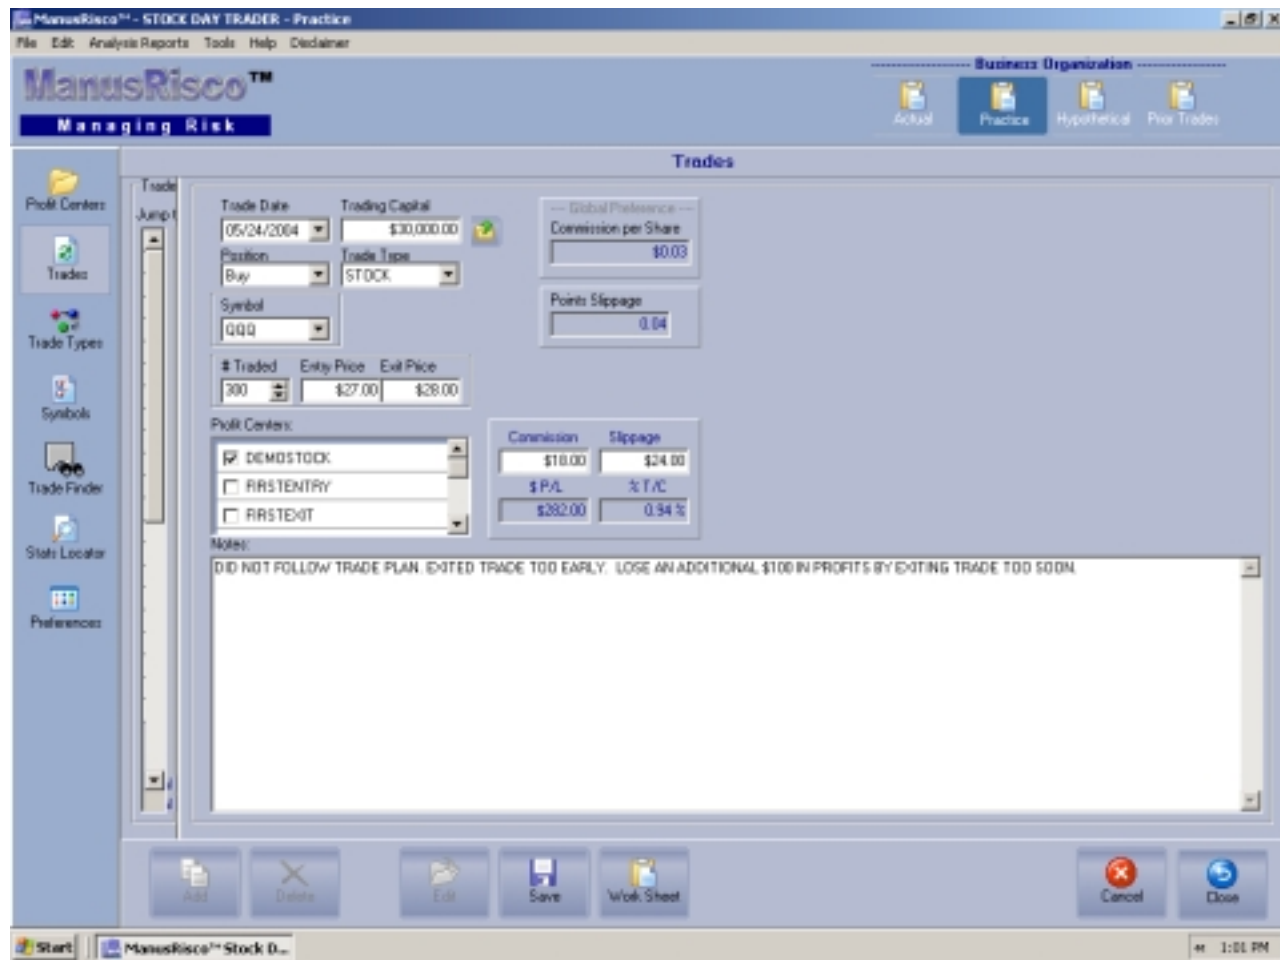 ManusRisco™ - STOCK DAY TRADER - Practice
File Edit Analysis Reports Tools Help Disclaimer
ManusRisco™
Managing Risk
Business Organization
Actual Practice Hypothetical Prior Trades
Trades
Profit Centers
Trades
Trade Types
Symbols
Trade Finder
Stats Locator
Preferences
Trade
Jump t
Trade Date Trading Capital
05/24/2004 $30,000.00
Position Trade Type
Buy STOCK
Symbol
QQQ
# Traded Entry Price Exit Price
300 $27.00 $28.00
--- Global Preference ---
Commission per Share
$0.03
Points Slippage
0.04
Profit Centers:
DEMOSTOCK
FIRSTENTRY
FIRSTEXIT
Commission Slippage
$18.00 $24.00
$ P/L % T/C
$282.00 0.94 %
Notes:
DID NOT FOLLOW TRADE PLAN. EXITED TRADE TOO EARLY. LOSE AN ADDITIONAL $100 IN PROFITS BY EXITING TRADE TOO SOON.
Add Delete Edit Save Work Sheet Cancel Close
Start ManusRisco™ Stock D... 1:01 PM